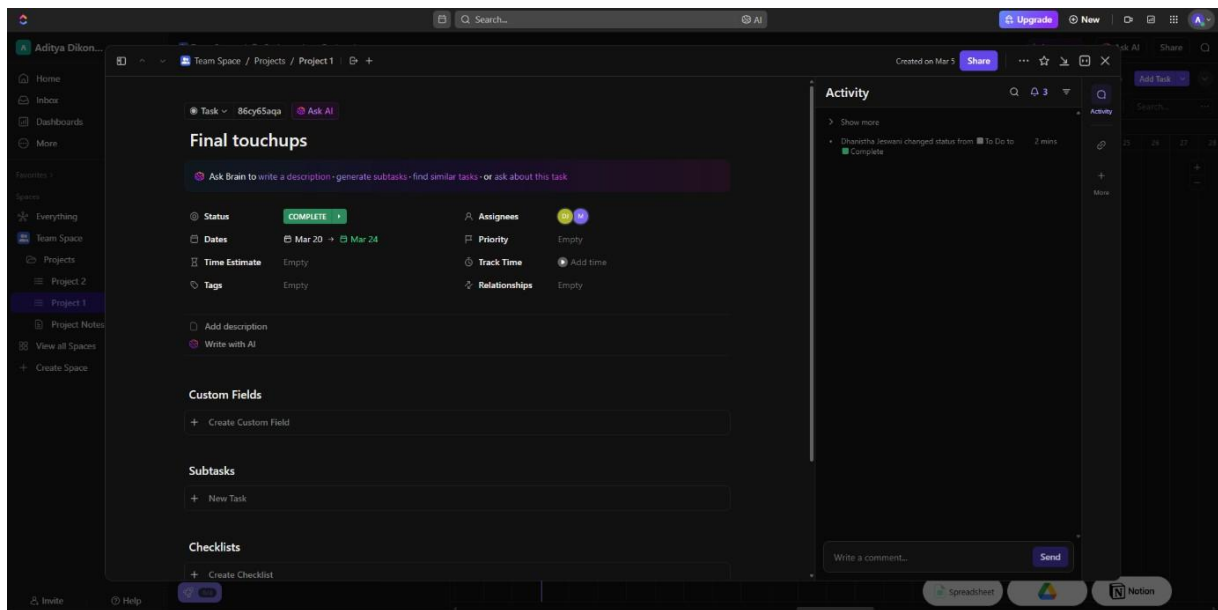 Search...
AI
Upgrade
New
A
A Aditya Dikon...
Home
Inbox
Dashboards
More
Favorites
Spaces
Everything
Team Space
Projects
Project 2
Project 1
Project Notes
View all Spaces
Create Space
Invite
Help
Team Space / Projects / Project 1
Created on Mar 5
Share
Ask AI
Share
Add Task
Search...
25 26 27 28
Task 86cy65aqa Ask AI
Final touchups
Ask Brain to write a description · generate subtasks · find similar tasks · or ask about this task
Status COMPLETE
Assignees DJ M
Dates Mar 20 → Mar 24
Priority Empty
Time Estimate Empty
Track Time Add time
Tags Empty
Relationships Empty
Add description
Write with AI
Custom Fields
+ Create Custom Field
Subtasks
+ New Task
Checklists
+ Create Checklist
Activity
3
Show more
Dhanistha Jeswani changed status from To Do to Complete
2 mins
Write a comment...
Send
Activity
More
Spreadsheet
Notion